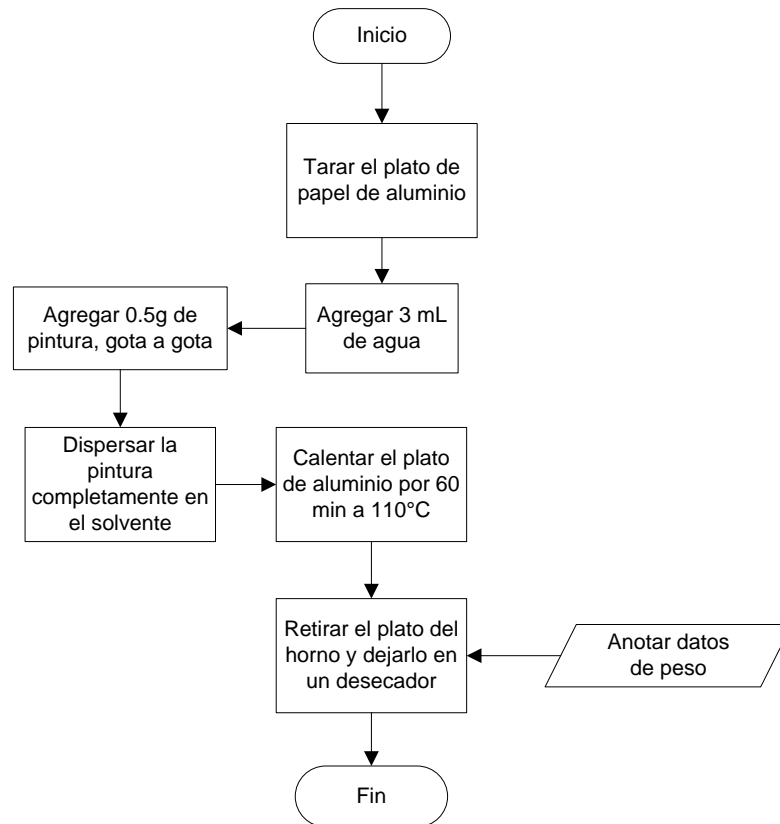 Inicio
Tarar el plato de
papel de aluminio
Agregar 3 mL
de agua
Agregar 0.5g de
pintura, gota a gota
Dispersar la
pintura
completamente en
el solvente
Calentar el plato
de aluminio por 60
min a 110°C
Retirar el plato del
horno y dejarlo en
un desecador
Anotar datos
de peso
Fin